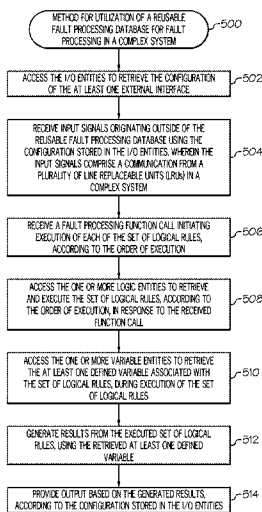 METHOD FOR UTILIZATION OF A REUSABLE
FAULT PROCESSING DATABASE FOR FAULT
PROCESSING IN A COMPLEX SYSTEM
500
ACCESS THE I/O ENTITIES TO RETRIEVE THE CONFIGURATION
OF THE AT LEAST ONE EXTERNAL INTERFACE
502
RECEIVE INPUT SIGNALS ORIGINATING OUTSIDE OF THE
REUSABLE FAULT PROCESSING DATABASE USING THE
CONFIGURATION STORED IN THE I/O ENTITIES, WHEREIN THE
INPUT SIGNALS COMPRISE A COMMUNICATION FROM A
PLURALITY OF LINE REPLACEABLE UNITS (LRUs) IN A
COMPLEX SYSTEM
504
RECEIVE A FAULT PROCESSING FUNCTION CALL INITIATING
EXECUTION OF EACH OF THE SET OF LOGICAL RULES,
ACCORDING TO THE ORDER OF EXECUTION
506
ACCESS THE ONE OR MORE LOGIC ENTITIES TO RETRIEVE
AND EXECUTE THE SET OF LOGICAL RULES, ACCORDING TO
THE ORDER OF EXECUTION, IN RESPONSE TO THE RECEIVED
FUNCTION CALL
508
ACCESS THE ONE OR MORE VARIABLE ENTITIES TO RETRIEVE
THE AT LEAST ONE DEFINED VARIABLE ASSOCIATED WITH
THE SET OF LOGICAL RULES, DURING EXECUTION OF THE SET
OF LOGICAL RULES
510
GENERATE RESULTS FROM THE EXECUTED SET OF
LOGICAL RULES, USING THE RETRIEVED AT LEAST ONE
DEFINED VARIABLE
512
PROVIDE OUTPUT BASED ON THE GENERATED RESULTS,
ACCORDING TO THE CONFIGURATION STORED IN THE I/O ENTITIES
514